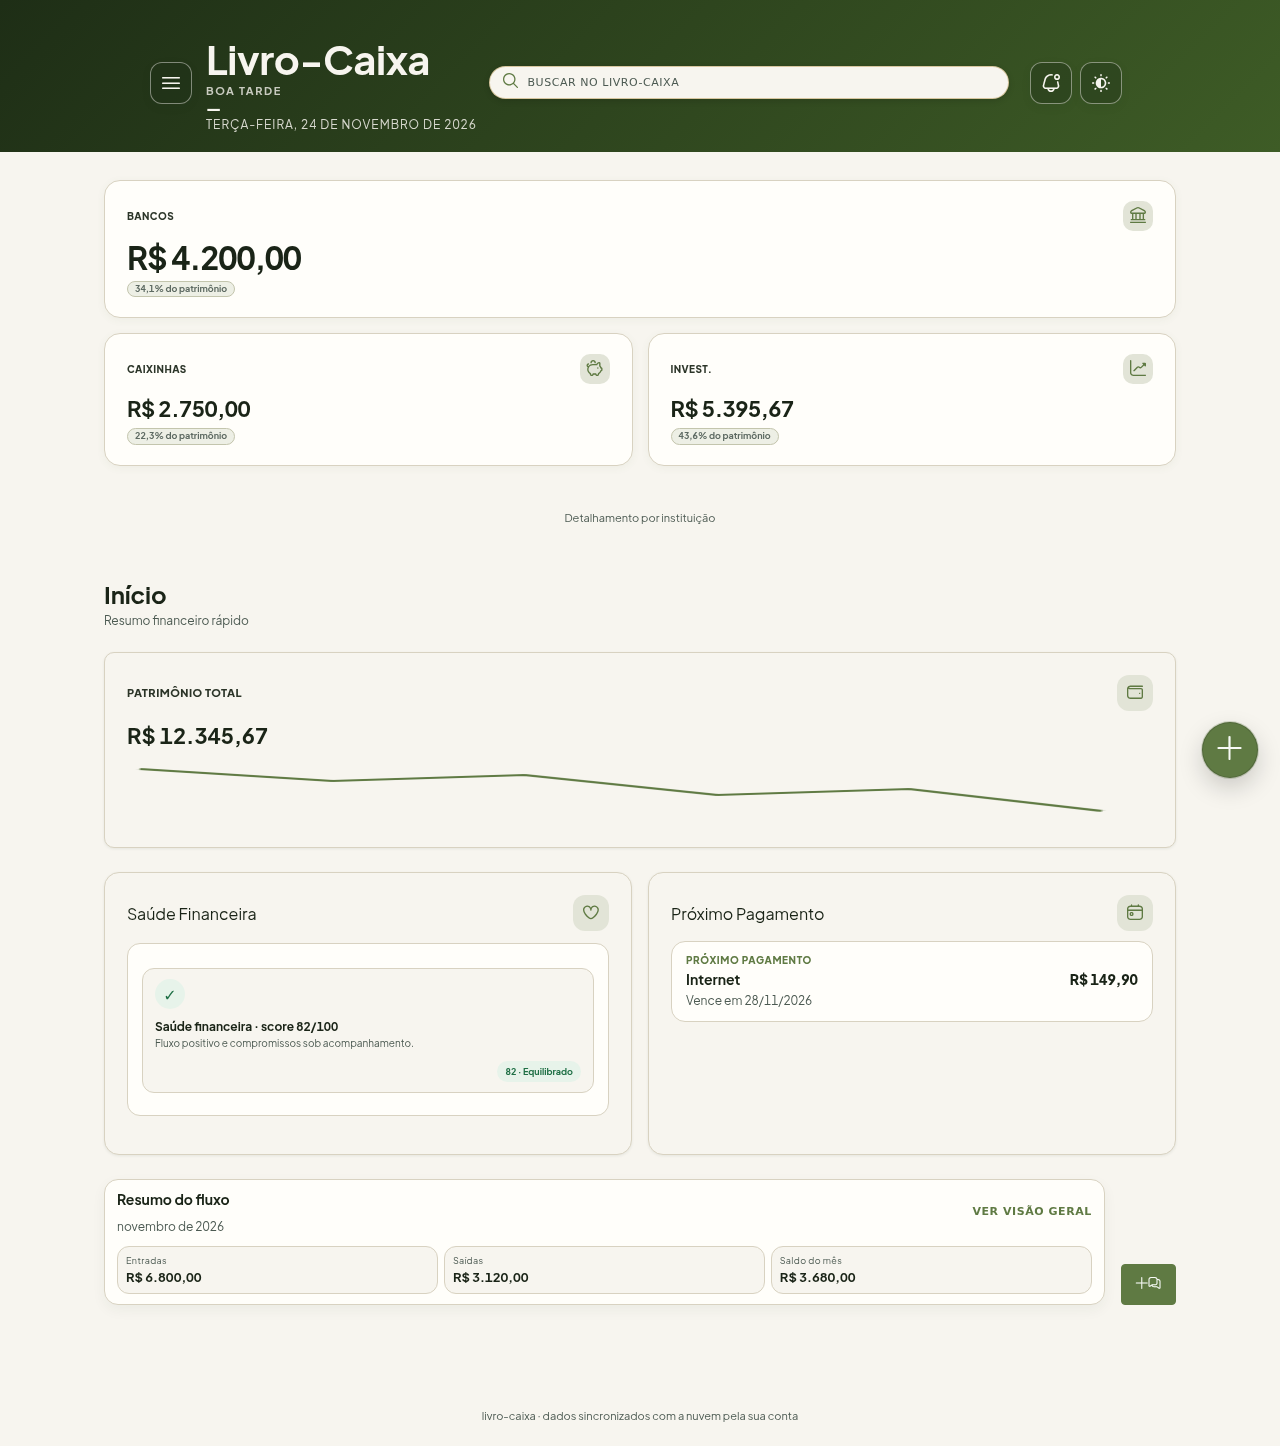 Livro-Caixa
BOA TARDE
—
TERÇA-FEIRA, 24 DE NOVEMBRO DE 2026
BUSCAR NO LIVRO-CAIXA
BANCOS
R$ 4.200,00
34,1% do patrimônio
CAIXINHAS
R$ 2.750,00
22,3% do patrimônio
INVEST.
R$ 5.395,67
43,6% do patrimônio
Detalhamento por instituição
Início
Resumo financeiro rápido
PATRIMÔNIO TOTAL
R$ 12.345,67
Saúde Financeira
✓
Saúde financeira · score 82/100
Fluxo positivo e compromissos sob acompanhamento.
82 · Equilibrado
Próximo Pagamento
PRÓXIMO PAGAMENTO
Internet R$ 149,90
Vence em 28/11/2026
Resumo do fluxo
novembro de 2026
VER VISÃO GERAL
Entradas
R$ 6.800,00
Saídas
R$ 3.120,00
Saldo do mês
R$ 3.680,00
livro-caixa · dados sincronizados com a nuvem pela sua conta